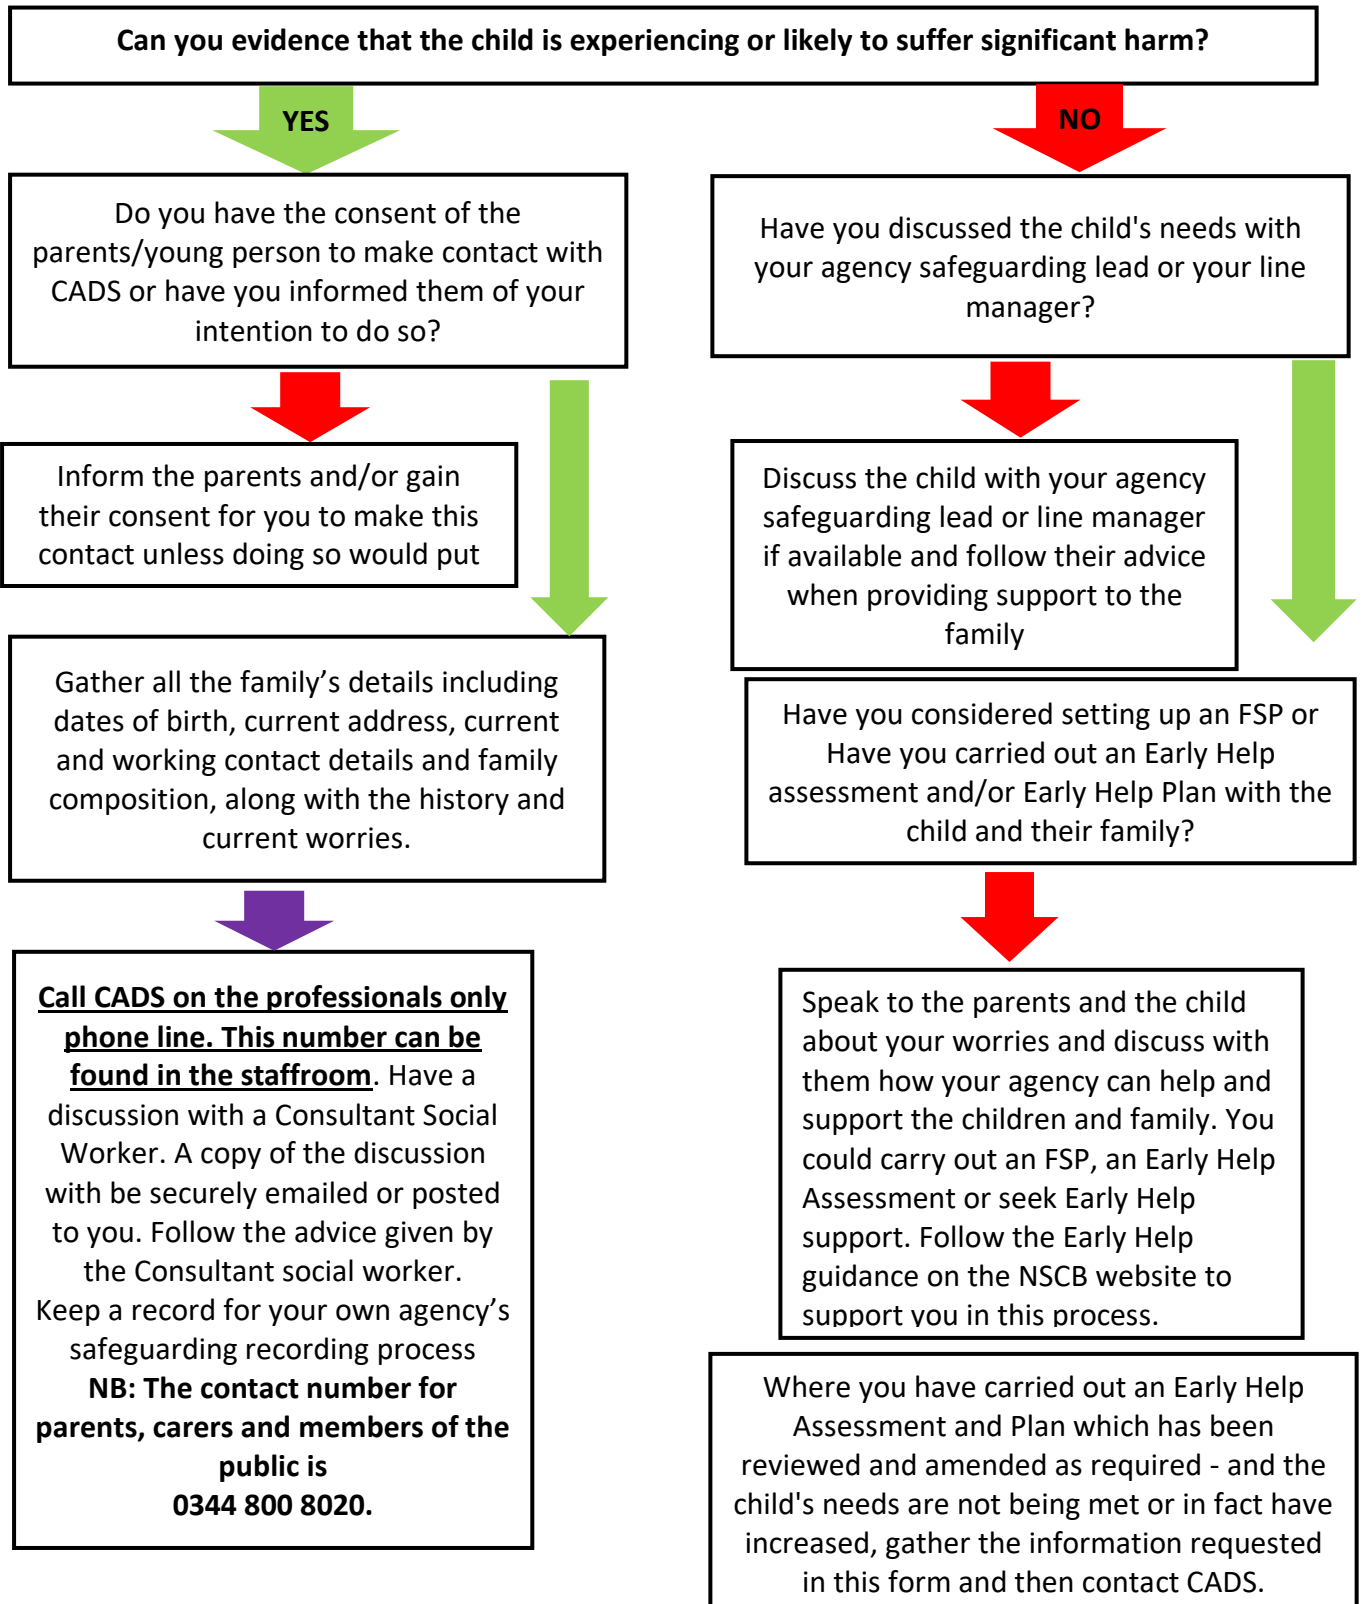 Can you evidence that the child is experiencing or likely to suffer significant harm?
YES
NO
Do you have the consent of the
parents/young person to make contact with
CADS or have you informed them of your
intention to do so?
Have you discussed the child's needs with
your agency safeguarding lead or your line
manager?
Inform the parents and/or gain
their consent for you to make this
contact unless doing so would put
Discuss the child with your agency
safeguarding lead or line manager
if available and follow their advice
when providing support to the
family
Gather all the family’s details including
dates of birth, current address, current
and working contact details and family
composition, along with the history and
current worries.
Have you considered setting up an FSP or
Have you carried out an Early Help
assessment and/or Early Help Plan with the
child and their family?
Call CADS on the professionals only
phone line. This number can be
found in the staffroom. Have a
discussion with a Consultant Social
Worker. A copy of the discussion
with be securely emailed or posted
to you. Follow the advice given by
the Consultant social worker.
Keep a record for your own agency’s
safeguarding recording process
NB: The contact number for
parents, carers and members of the
public is
0344 800 8020.
Speak to the parents and the child
about your worries and discuss with
them how your agency can help and
support the children and family. You
could carry out an FSP, an Early Help
Assessment or seek Early Help
support. Follow the Early Help
guidance on the NSCB website to
support you in this process.
Where you have carried out an Early Help
Assessment and Plan which has been
reviewed and amended as required - and the
child's needs are not being met or in fact have
increased, gather the information requested
in this form and then contact CADS.